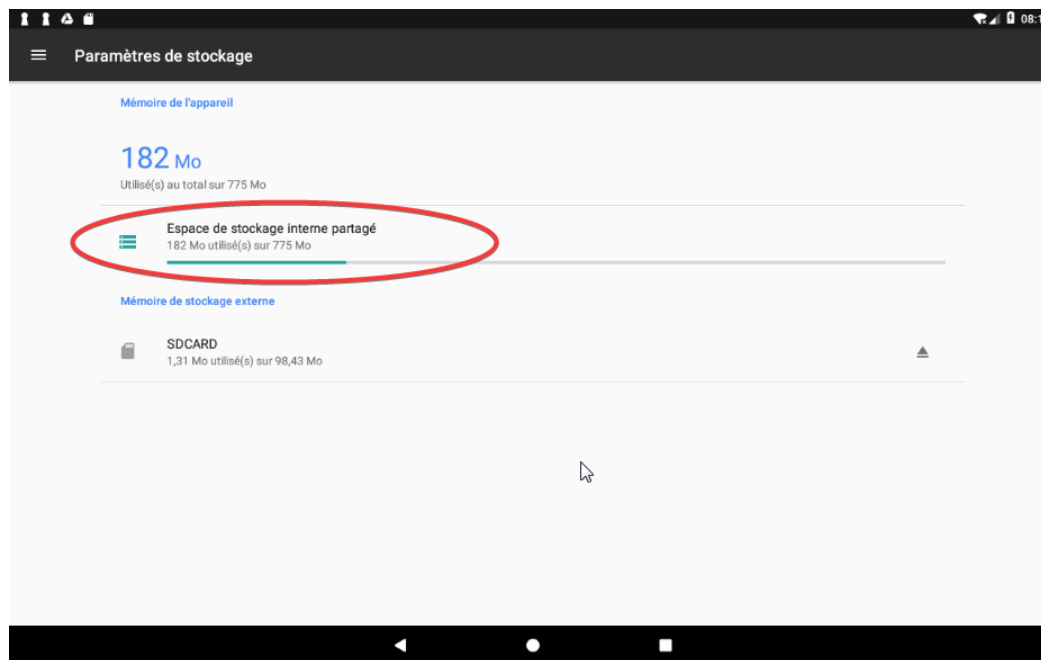 08:1
Paramètres de stockage
Mémoire de l'appareil
182 Mo
Utilisé(s) au total sur 775 Mo
Espace de stockage interne partagé
182 Mo utilisé(s) sur 775 Mo
Mémoire de stockage externe
SDCARD
1,31 Mo utilisé(s) sur 98,43 Mo